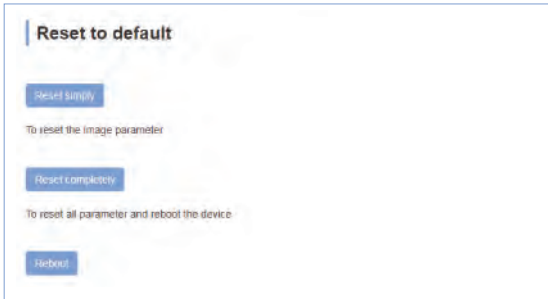 Reset to default
Reset simply
To reset the image parameter
Reset completely
To reset all parameter and reboot the device
Reboot